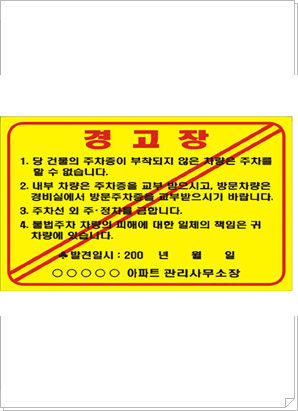 경 고 장
1. 당 건물의 주차증이 부착되지 않은 차량은 주차를
할 수 없습니다.
2. 내부 차량은 주차증을 교부 받으시고, 방문차량은
경비실에서 방문주차증을 교부받으시기 바랍니다.
3. 주차선 외 주·정차를 금합니다.
4. 불법주차 차량의 피해에 대한 일체의 책임은 귀
차량에 있습니다.
♣발견일시 : 200 년 월 일
○○○○○ 아파트 관리사무소장